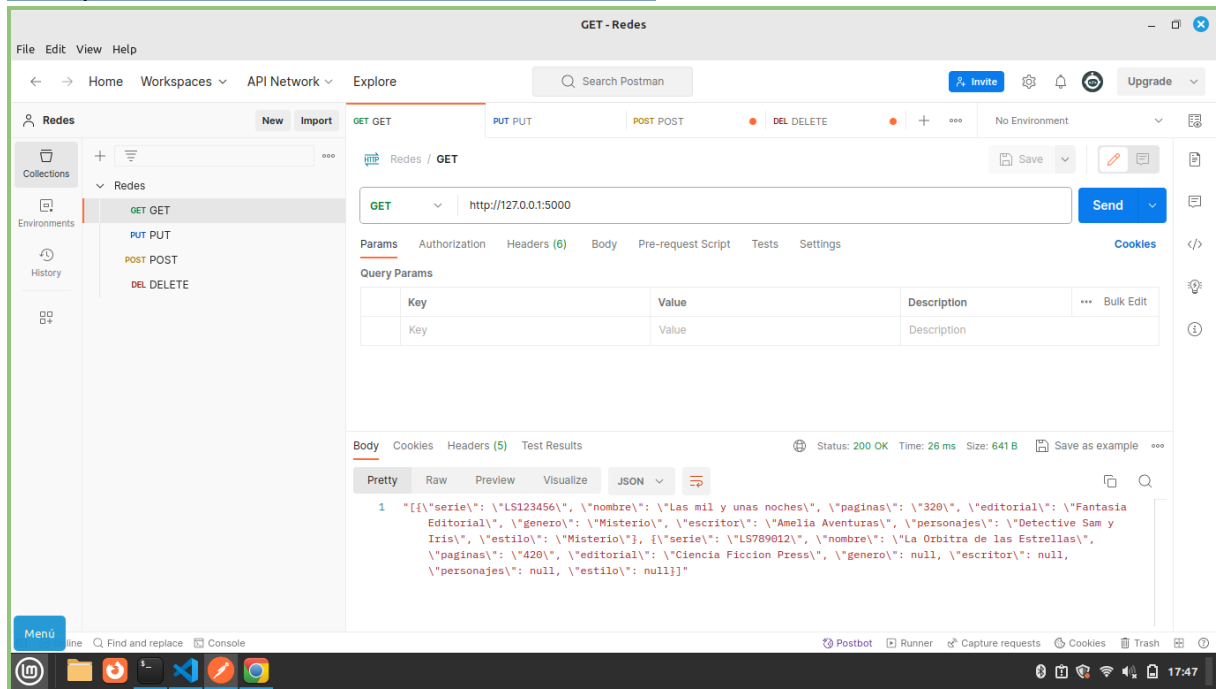 GET - Redes
File Edit View Help
Home Workspaces API Network Explore Search Postman Invite Upgrade
Redes New Import GET GET PUT PUT POST POST DEL DELETE No Environment
Collections
Environments
History
Redes
GET GET
PUT PUT
POST POST
DEL DELETE
HTTP Redes / GET Save
GET http://127.0.0.1:5000 Send
Params Authorization Headers (6) Body Pre-request Script Tests Settings Cookies
Query Params
Key Value Description Bulk Edit
Key Value Description
Body Cookies Headers (5) Test Results Status: 200 OK Time: 26 ms Size: 641 B Save as example
Pretty Raw Preview Visualize JSON
1 "[{\"serie\": \"LS123456\", \"nombre\": \"Las mil y unas noches\", \"paginas\": \"320\", \"editorial\": \"Fantasia
Editorial\", \"genero\": \"Misterio\", \"escritor\": \"Amelia Aventuras\", \"personajes\": \"Detective Sam y
Iris\", \"estilo\": \"Misterio\"}, {\"serie\": \"LS789012\", \"nombre\": \"La Orbitra de las Estrellas\",
\"paginas\": \"420\", \"editorial\": \"Ciencia Ficcion Press\", \"genero\": null, \"escritor\": null,
\"personajes\": null, \"estilo\": null}]"
Menú line Find and replace Console Postbot Runner Capture requests Cookies Trash
17:47